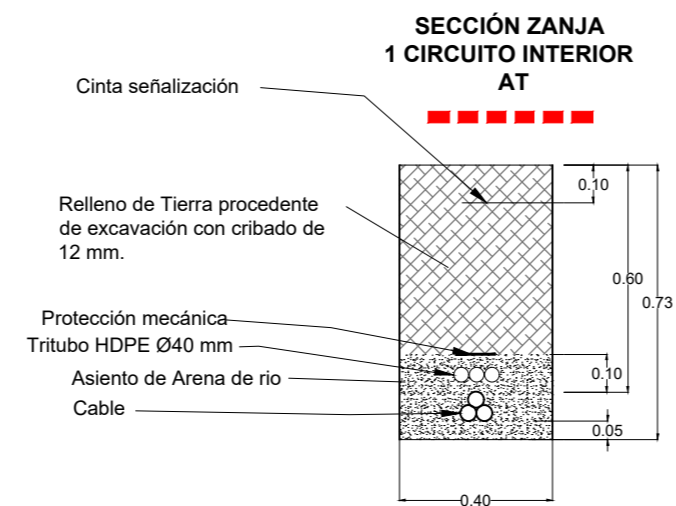 SECCIÓN ZANJA
1 CIRCUITO INTERIOR
AT
Cinta señalización
0.10
Relleno de Tierra procedente
de excavación con cribado de
12 mm.
0.60
0.73
Protección mecánica
Tritubo HDPE Ø40 mm
Asiento de Arena de rio
0.10
Cable
0.05
0.40